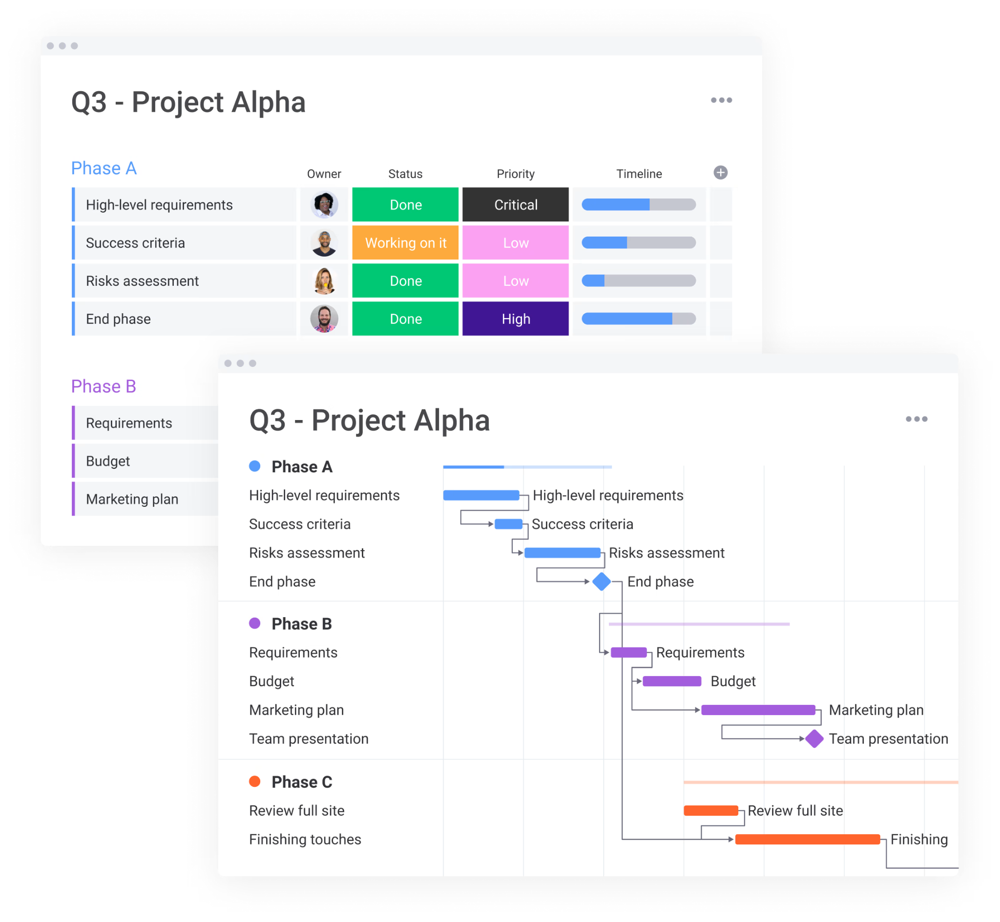 Q3 - Project Alpha
Phase A
Owner Status Priority Timeline
High-level requirements Done Critical
Success criteria Working on it Low
Risks assessment Done Low
End phase Done High
Phase B
Requirements
Budget
Marketing plan
Q3 - Project Alpha
Phase A
High-level requirements High-level requirements
Success criteria Success criteria
Risks assessment Risks assessment
End phase End phase
Phase B
Requirements Requirements
Budget Budget
Marketing plan Marketing plan
Team presentation Team presentation
Phase C
Review full site Review full site
Finishing touches Finishing